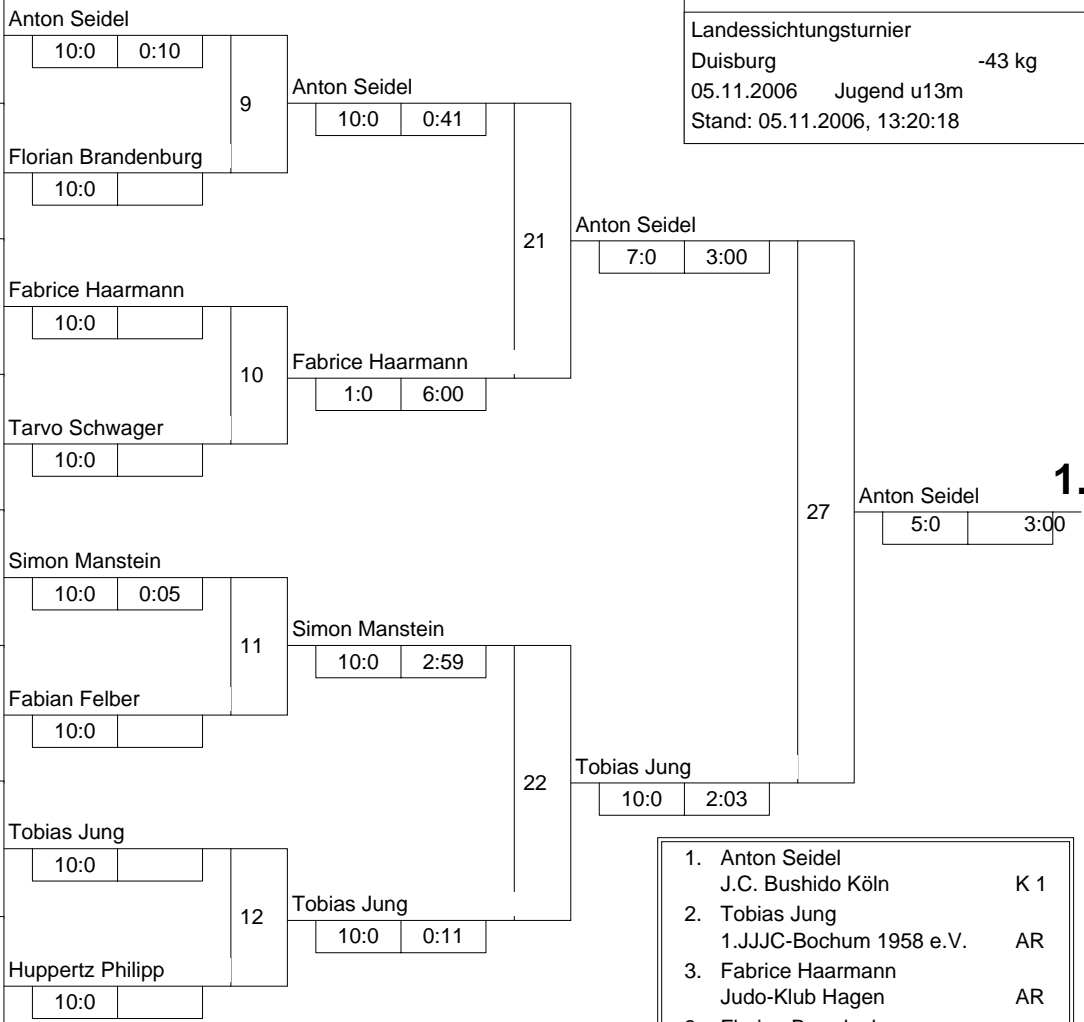 Landessichtungsturnier
Duisburg -43 kg
05.11.2006 Jugend u13m
Stand: 05.11.2006, 13:20:18
Anton Seidel
10:0 0:10
9
Florian Brandenburg
10:0
Anton Seidel
10:0 0:41
Fabrice Haarmann
10:0
10
Tarvo Schwager
10:0
Fabrice Haarmann
1:0 6:00
21
Anton Seidel
7:0 3:00
Simon Manstein
10:0 0:05
11
Fabian Felber
10:0
Simon Manstein
10:0 2:59
Tobias Jung
10:0
12
Huppertz Philipp
10:0
Tobias Jung
10:0 0:11
22
Tobias Jung
10:0 2:03
27
Anton Seidel 1.
5:0 3:00
1. Anton Seidel
J.C. Bushido Köln K 1
2. Tobias Jung
1.JJJC-Bochum 1958 e.V. AR
3. Fabrice Haarmann
Judo-Klub Hagen AR